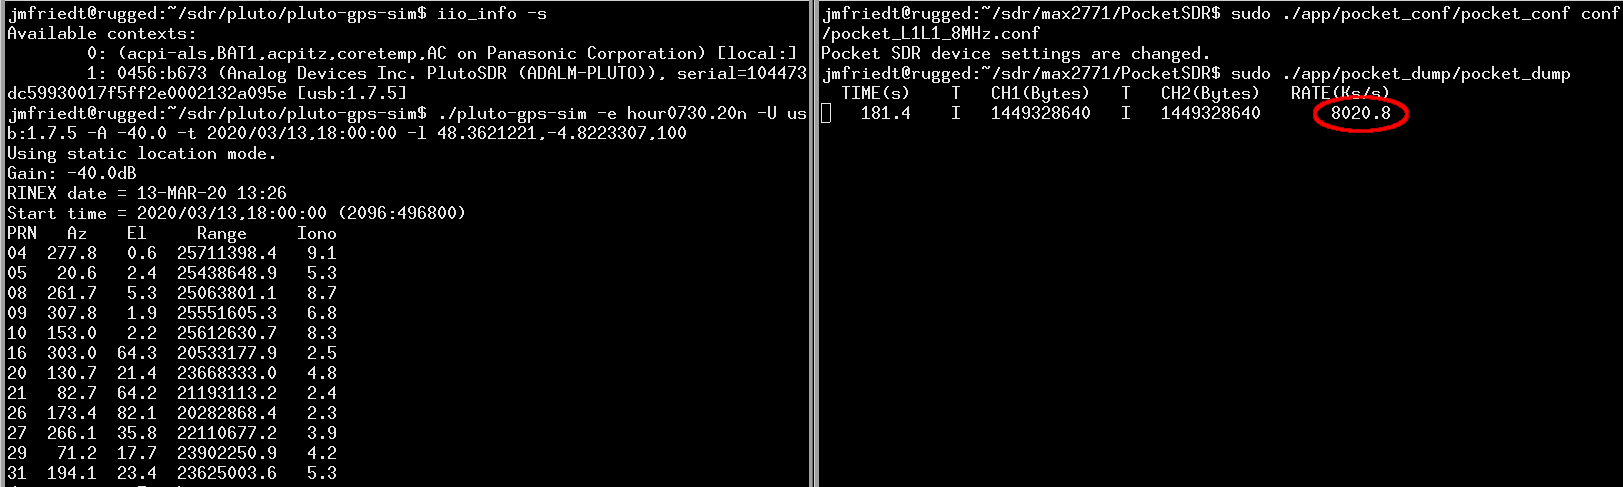 jmfriedt@rugged:~/sdr/pluto/pluto-gps-sim$ iio_info -s
Available contexts:
        0: (acpi-als,BAT1,acpitz,coretemp,AC on Panasonic Corporation) [local:]
        1: 0456:b673 (Analog Devices Inc. PlutoSDR (ADALM-PLUTO)), serial=104473
dc59930017f5ff2e0002132a095e [usb:1.7.5]
jmfriedt@rugged:~/sdr/pluto/pluto-gps-sim$ ./pluto-gps-sim -e hour0730.20n -U us
b:1.7.5 -A -40.0 -t 2020/03/13,18:00:00 -l 48.3621221,-4.8223307,100
Using static location mode.
Gain: -40.0dB
RINEX date = 13-MAR-20 13:26
Start time = 2020/03/13,18:00:00 (2096:496800)
PRN   Az    El     Range     Iono
04  277.8   0.6  25711398.4   9.1
05   20.6   2.4  25438648.9   5.3
08  261.7   5.3  25063801.1   8.7
09  307.8   1.9  25551605.3   6.8
10  153.0   2.2  25612630.7   8.3
16  303.0  64.3  20533177.9   2.5
20  130.7  21.4  23668333.0   4.8
21   82.7  64.2  21193113.2   2.4
26  173.4  82.1  20282868.4   2.3
27  266.1  35.8  22110677.2   3.9
29   71.2  17.7  23902250.9   4.2
31  194.1  23.4  23625003.6   5.3
jmfriedt@rugged:~/sdr/max2771/PocketSDR$ sudo ./app/pocket_conf/pocket_conf conf
/pocket_L1L1_8MHz.conf
Pocket SDR device settings are changed.
jmfriedt@rugged:~/sdr/max2771/PocketSDR$ sudo ./app/pocket_dump/pocket_dump
  TIME(s)    T   CH1(Bytes)   T   CH2(Bytes)   RATE(Ks/s)
    181.4    I   1449328640   I   1449328640       8020.8